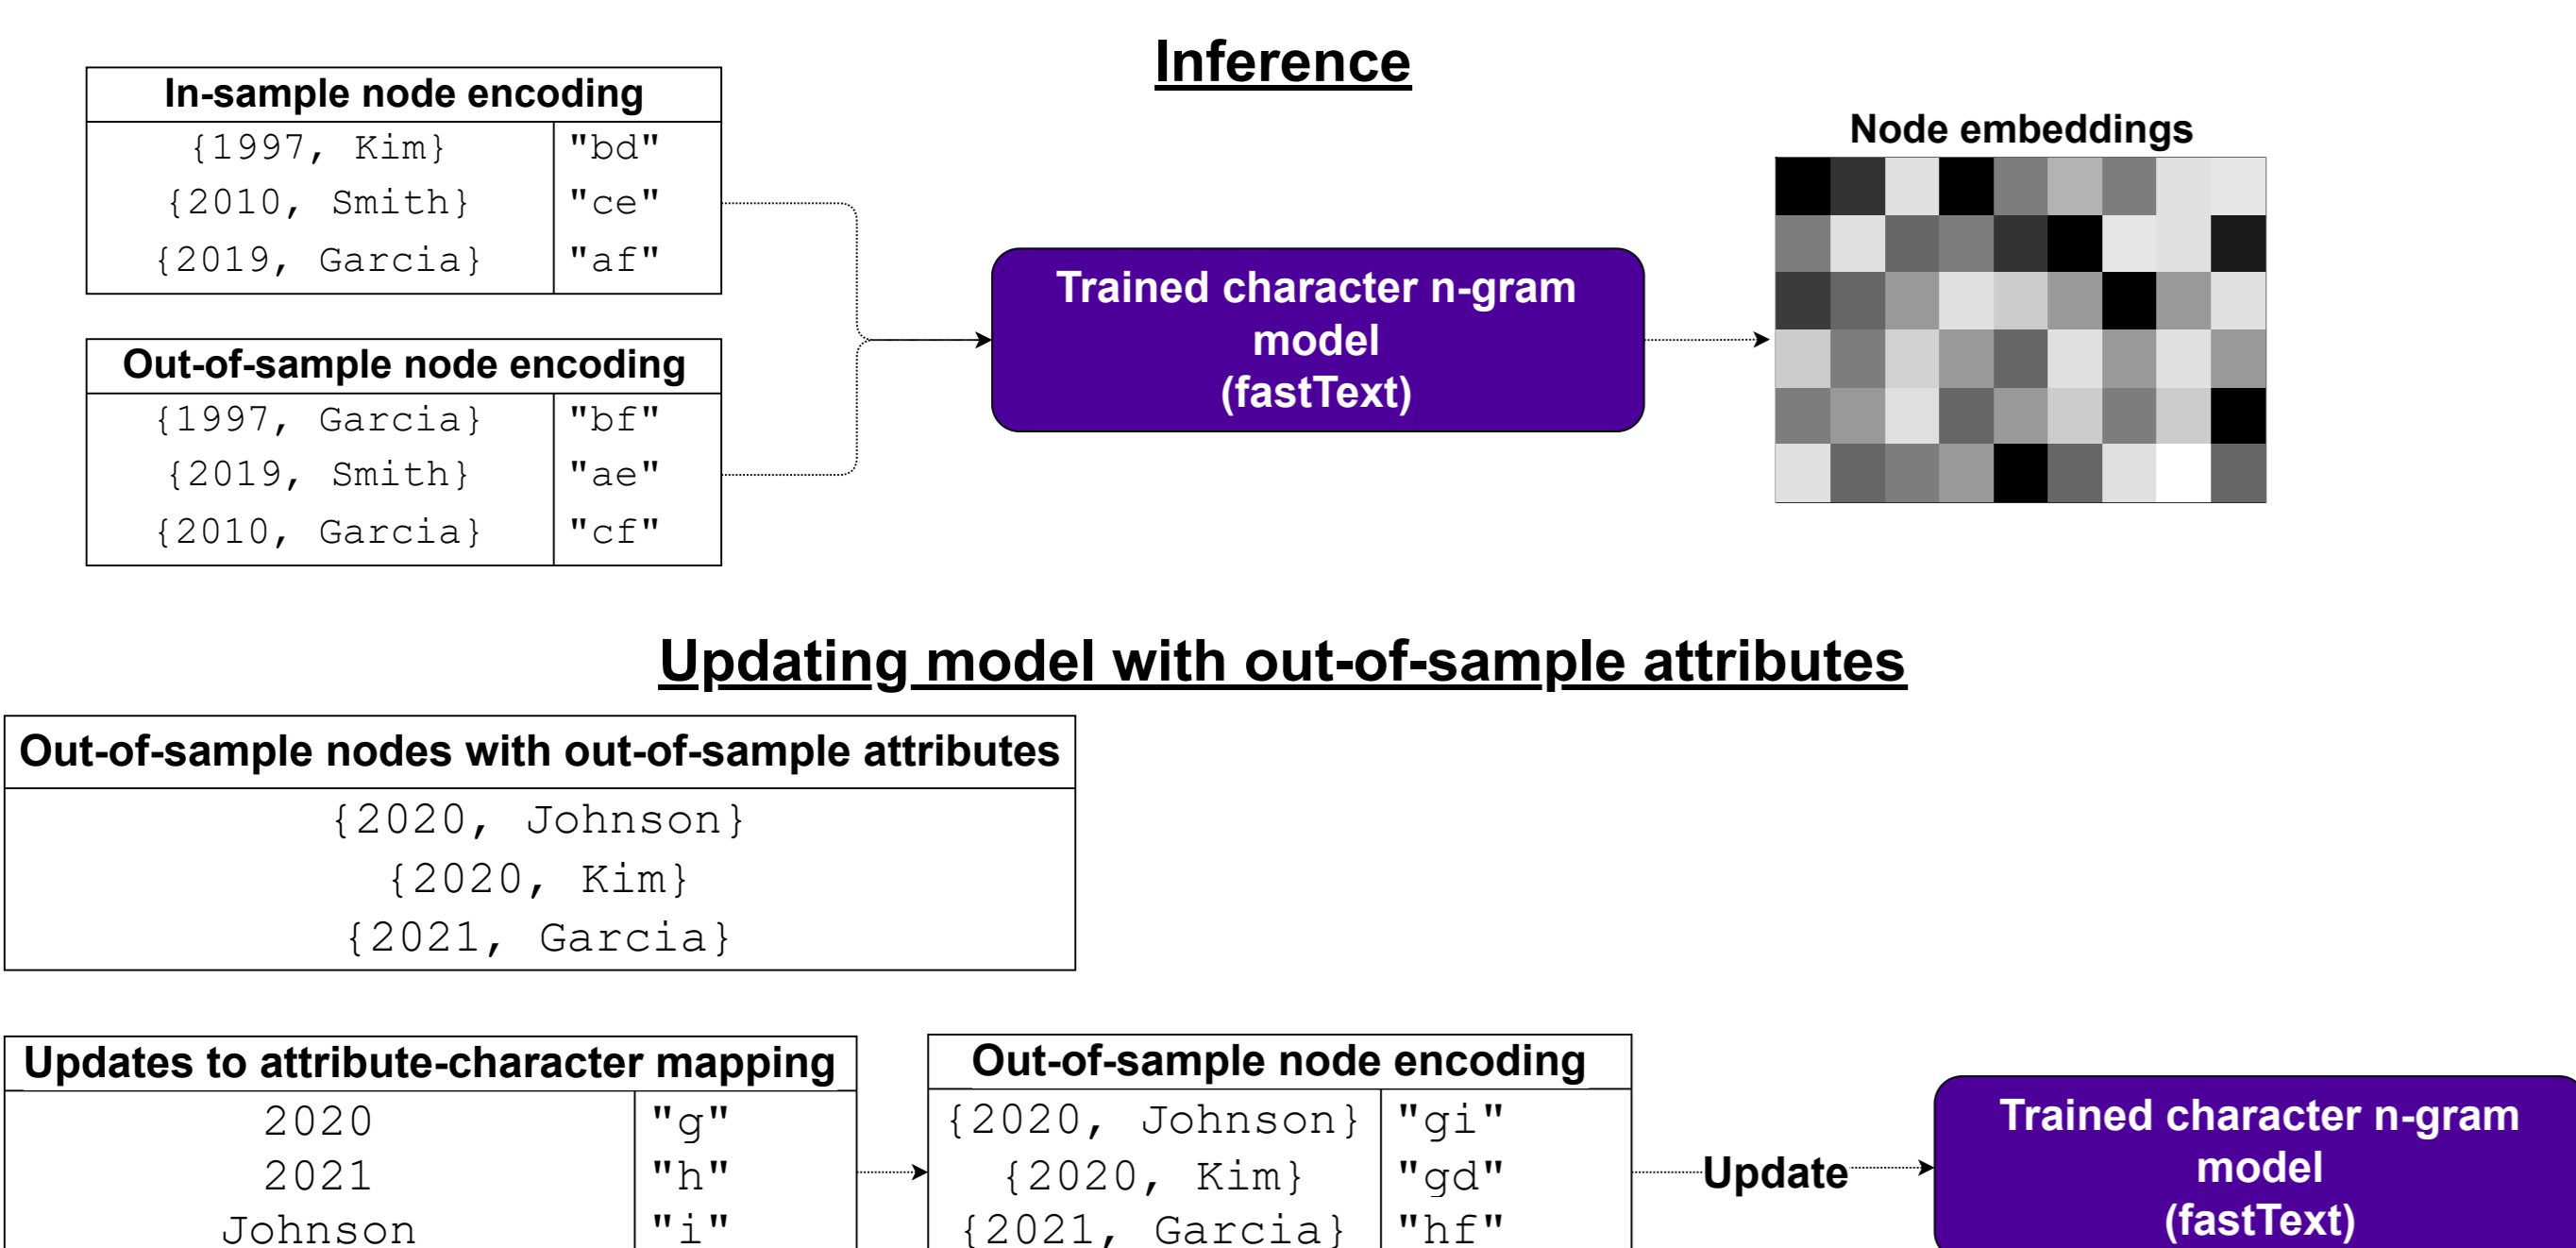 Inference
In-sample node encoding
{1997, Kim} "bd"
{2010, Smith} "ce"
{2019, Garcia} "af"
Out-of-sample node encoding
{1997, Garcia} "bf"
{2019, Smith} "ae"
{2010, Garcia} "cf"
Trained character n-gram
model
(fastText)
Node embeddings
Updating model with out-of-sample attributes
Out-of-sample nodes with out-of-sample attributes
{2020, Johnson}
{2020, Kim}
{2021, Garcia}
Updates to attribute-character mapping
2020 "g"
2021 "h"
Johnson "i"
Out-of-sample node encoding
{2020, Johnson} "gi"
{2020, Kim} "gd"
{2021, Garcia} "hf"
Update
Trained character n-gram
model
(fastText)